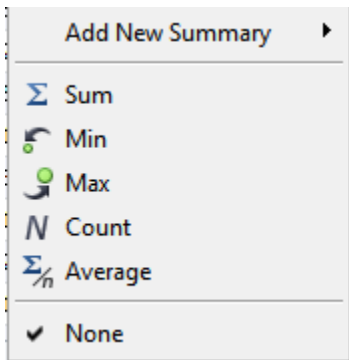 Add New Summary
Σ Sum
Min
Max
N Count
Σ/n Average
None